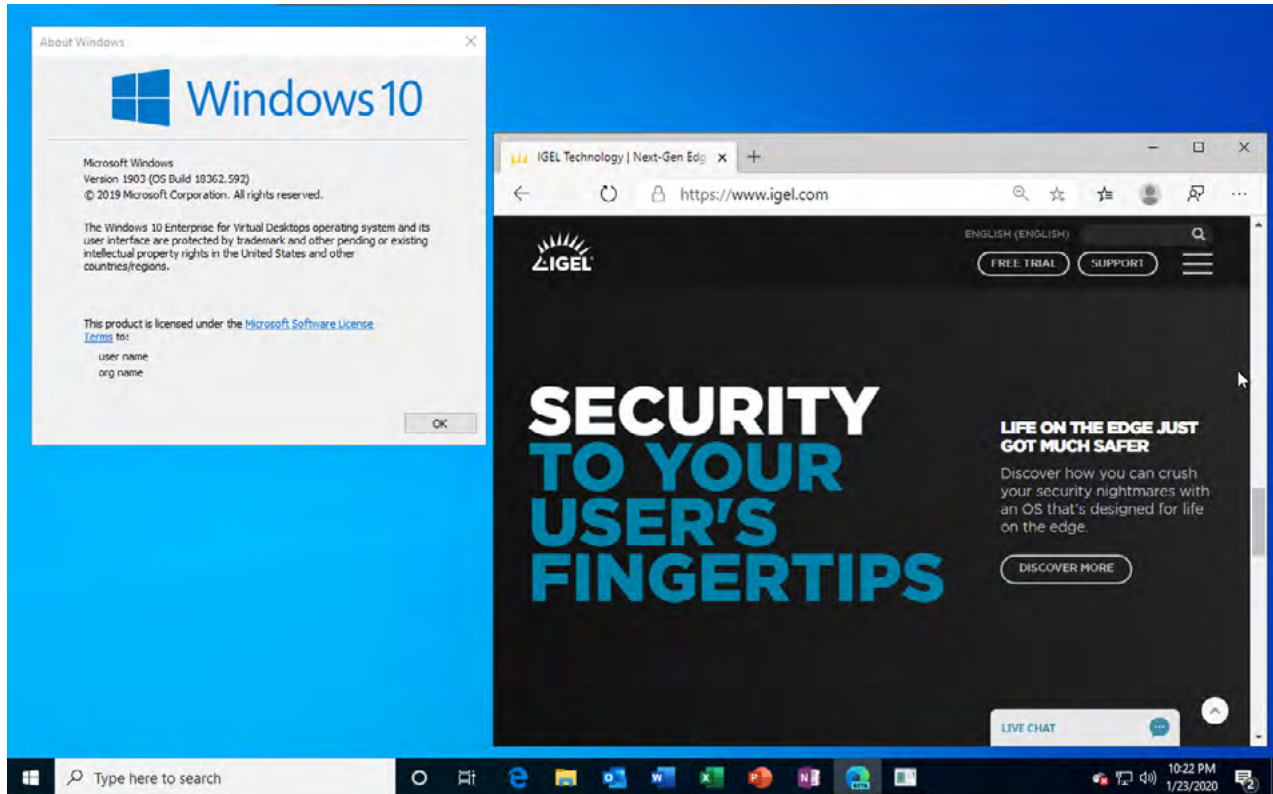 About Windows
Windows 10
Microsoft Windows
Version 1903 (OS Build 18362.592)
© 2019 Microsoft Corporation. All rights reserved.
The Windows 10 Enterprise for Virtual Desktops operating system and its
user interface are protected by trademark and other pending or existing
intellectual property rights in the United States and other
countries/regions.
This product is licensed under the Microsoft Software License
Terms to:
user name
org name
OK
IGEL Technology | Next-Gen Edg
https://www.igel.com
ENGLISH (ENGLISH)
IGEL
FREE TRIAL
SUPPORT
SECURITY
TO YOUR
USER'S
FINGERTIPS
LIFE ON THE EDGE JUST
GOT MUCH SAFER
Discover how you can crush
your security nightmares with
an OS that's designed for life
on the edge.
DISCOVER MORE
LIVE CHAT
Type here to search
BETA
10:22 PM
1/23/2020
2